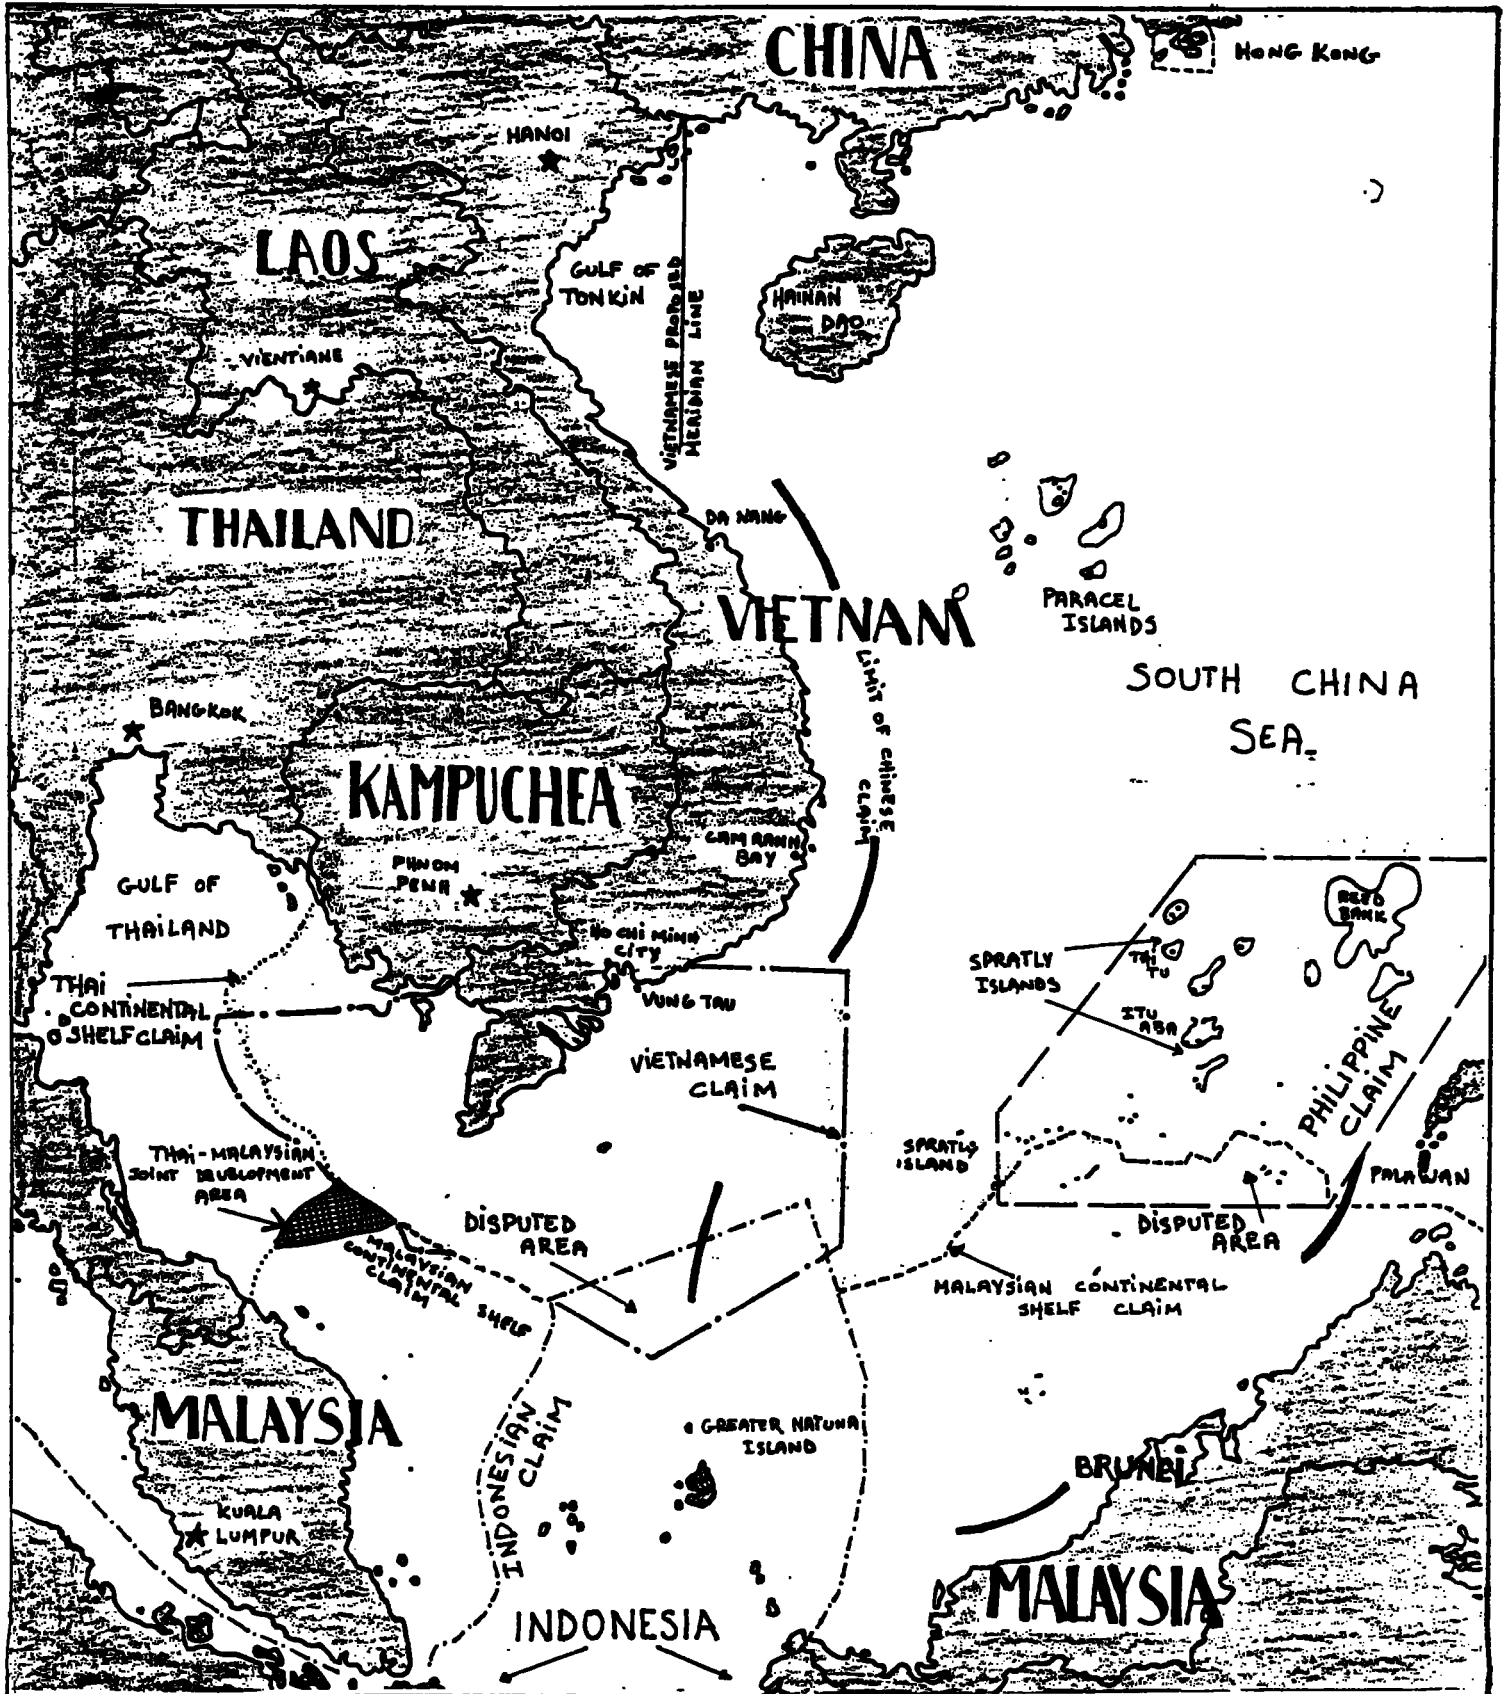 CHINA
HONG KONG
HANOI
LAOS
GULF OF
TONKIN
VIETNAMESE PROPOSED
MERIDIAN LINE
HAINAN
DAO
VIENTIANE
THAILAND
DA NANG
VIETNAM
PARACEL
ISLANDS
LIMIT OF CHINESE
CLAIM
SOUTH CHINA
SEA
BANGKOK
KAMPUCHEA
CAM RANH
BAY
PHNOM
PENH
GULF OF
THAILAND
HO CHI MINH
CITY
REED
BANK
SPRATLY
ISLANDS
THI
TU
THAI
CONTINENTAL
SHELF CLAIM
VUNG TAU
ITU
ABA
VIETNAMESE
CLAIM
PHILIPPINE
CLAIM
THAI-MALAYSIAN
JOINT DEVELOPMENT
AREA
SPRATLY
ISLAND
PALAWAN
DISPUTED
AREA
DISPUTED
AREA
MALAYSIAN
CONTINENTAL SHELF
CLAIM
MALAYSIAN CONTINENTAL
SHELF CLAIM
MALAYSIA
INDONESIAN
CLAIM
GREATER NATUNA
ISLAND
BRUNEI
KUALA
LUMPUR
MALAYSIA
INDONESIA